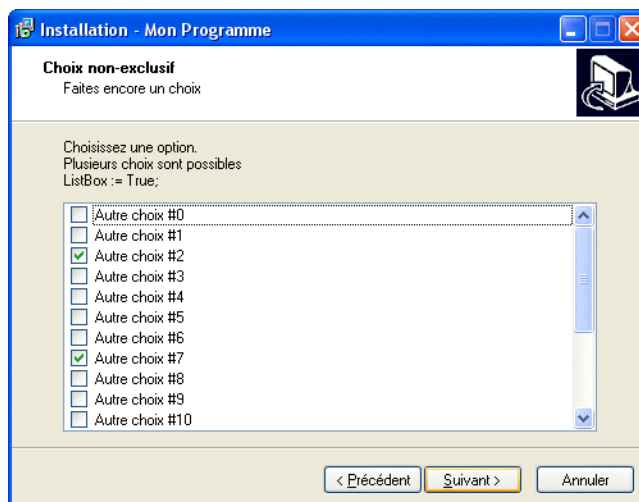 Installation - Mon Programme
Choix non-exclusif
Faites encore un choix
Choisissez une option.
Plusieurs choix sont possibles
ListBox := True;
Autre choix #0
Autre choix #1
Autre choix #2
Autre choix #3
Autre choix #4
Autre choix #5
Autre choix #6
Autre choix #7
Autre choix #8
Autre choix #9
Autre choix #10
< Précédent
Suivant >
Annuler